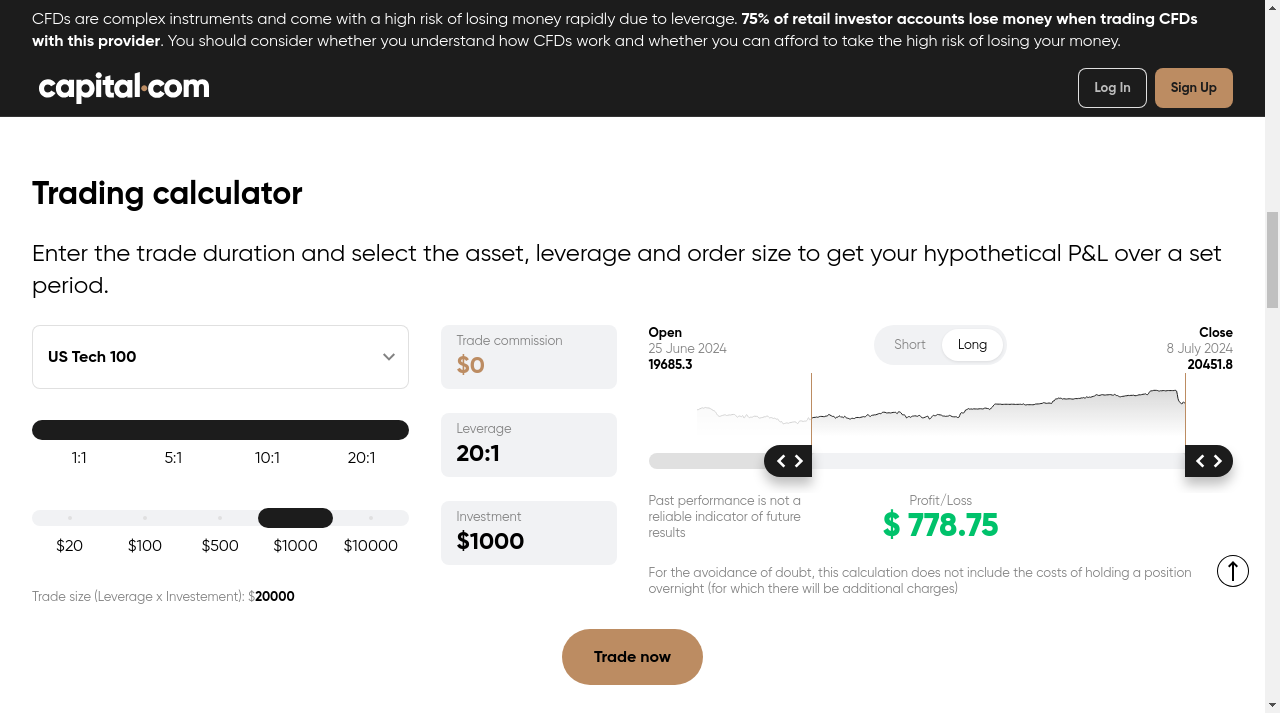 CFDs are complex instruments and come with a high risk of losing money rapidly due to leverage. 75% of retail investor accounts lose money when trading CFDs
with this provider. You should consider whether you understand how CFDs work and whether you can afford to take the high risk of losing your money.
capital.com
Log In
Sign Up
Trading calculator
Enter the trade duration and select the asset, leverage and order size to get your hypothetical P&L over a set
period.
US Tech 100
1:1
5:1
10:1
20:1
$20
$100
$500
$1000
$10000
Trade size (Leverage x Investement): $20000
Trade commission
$0
Leverage
20:1
Investment
$1000
Open
25 June 2024
19685.3
Short
Long
Close
8 July 2024
20451.8
Past performance is not a
reliable indicator of future
results
Profit/Loss
$ 778.75
For the avoidance of doubt, this calculation does not include the costs of holding a position
overnight (for which there will be additional charges)
Trade now